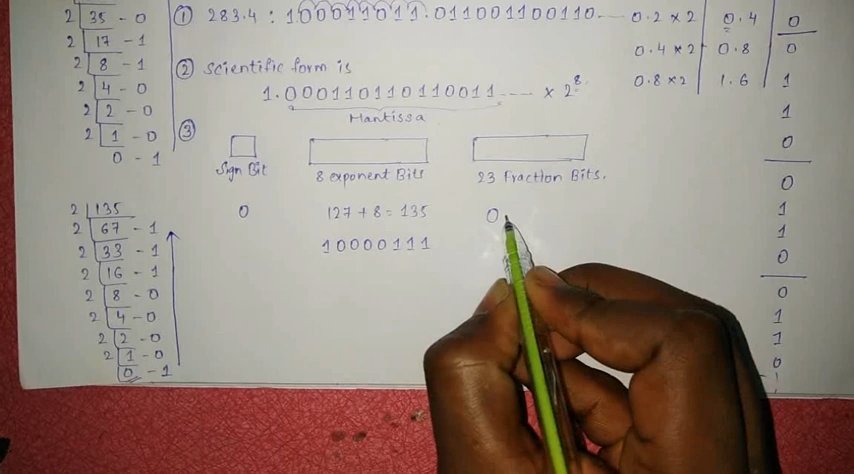 2 35 - 0
2 17 - 1
2 8 - 1
2 4 - 0
2 2 - 0
2 1 - 0
0 - 1
① 283.4 : 100011011.011001100110 ----
② Scientific form is
1.000110110110011 ---- × 2^8
Mantissa
③
Sign Bit
8 exponent Bits
23 Fraction Bits.
0
127 + 8 = 135
0
10000111
2 135
2 67 - 1
2 33 - 1
2 16 - 1
2 8 - 0
2 4 - 0
2 2 - 0
2 1 - 0
0 - 1
0.2 × 2 0.4 0
0.4 × 2 0.8 0
0.8 × 2 1.6 1
1
0
0
1
1
0
0
1
1
0